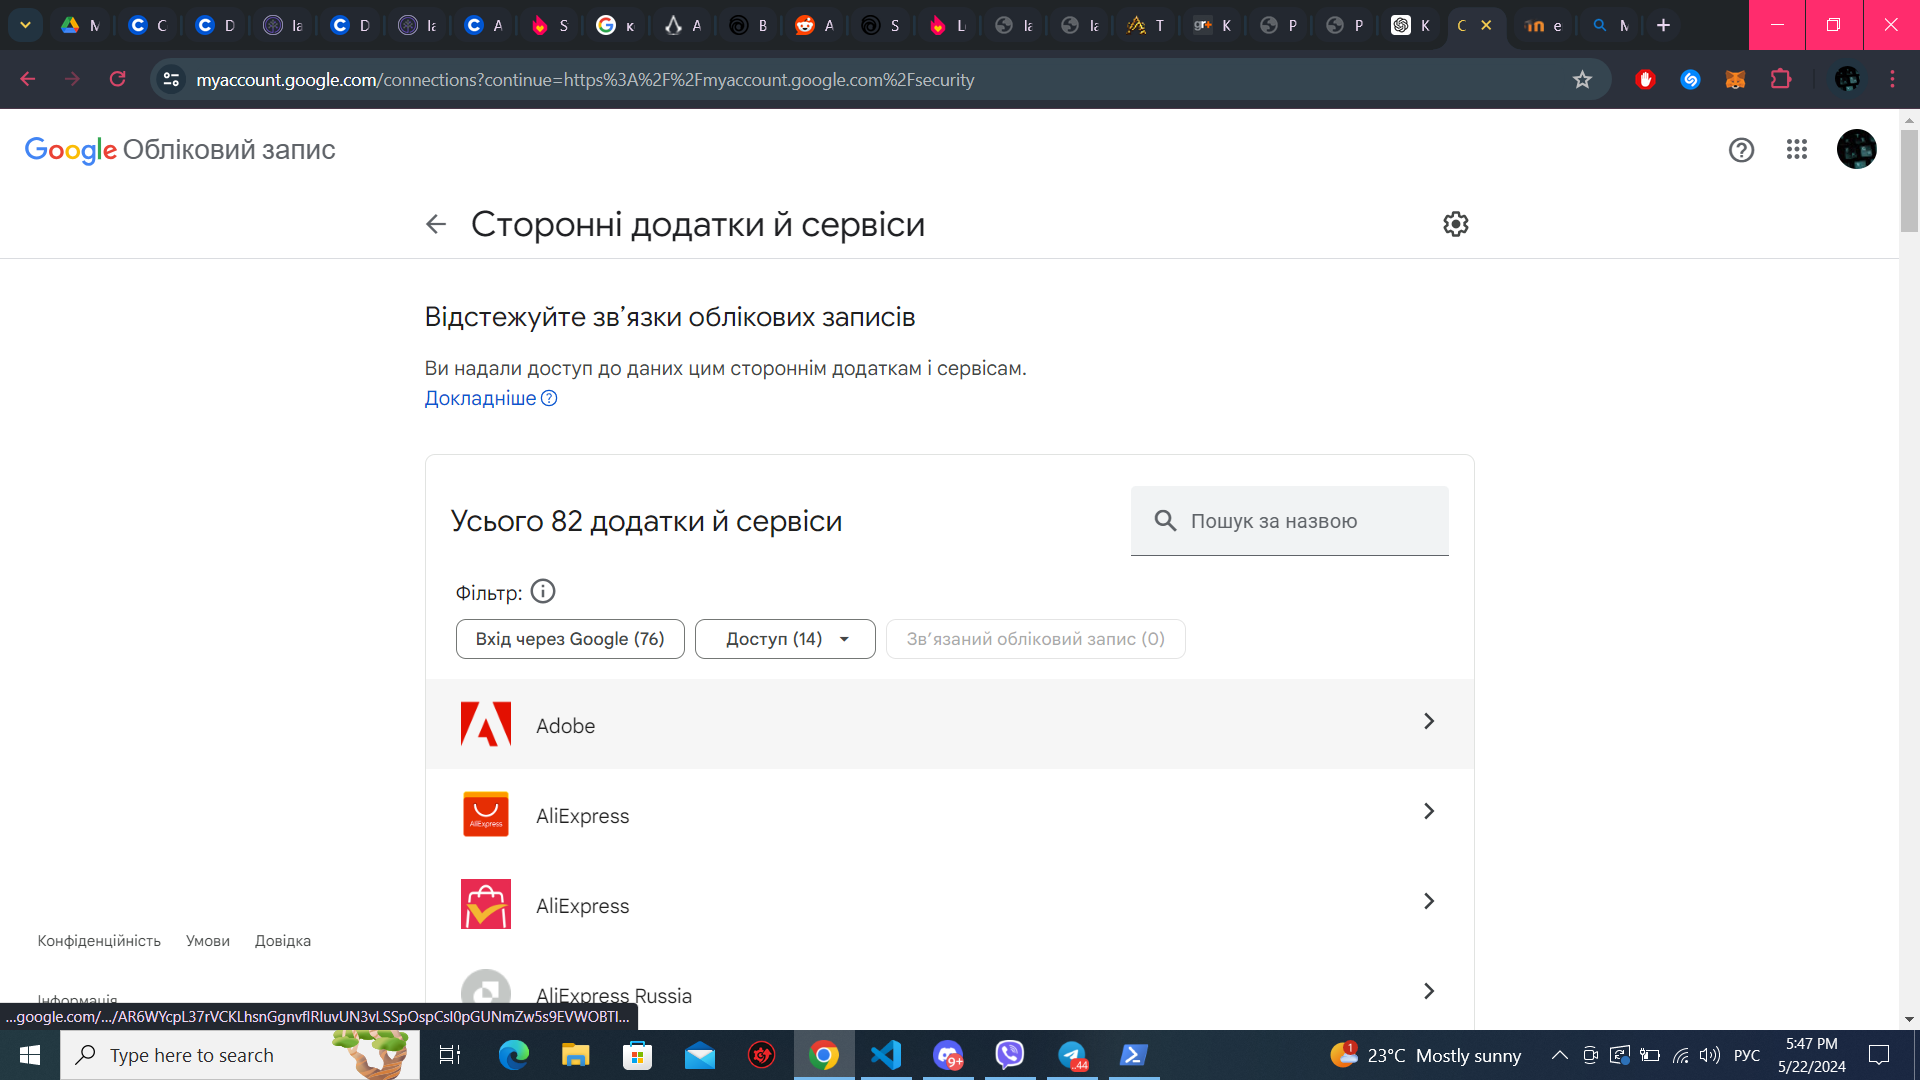 M
C
D
Ia
D
Ia
A
S
к
A
B
A
S
L
Ia
Ia
T
K
P
P
K
C
e
M
myaccount.google.com/connections?continue=https%3A%2F%2Fmyaccount.google.com%2Fsecurity
Google Обліковий запис
Сторонні додатки й сервіси
Відстежуйте зв’язки облікових записів
Ви надали доступ до даних цим стороннім додаткам і сервісам.
Докладніше
Усього 82 додатки й сервіси
Пошук за назвою
Фільтр:
Вхід через Google (76)
Доступ (14)
Зв’язаний обліковий запис (0)
Adobe
AliExpress
AliExpress
AliExpress
AliExpress Russia
Конфіденційність Умови Довідка
Інформація
Type here to search
9+
44
1
23°C Mostly sunny
РУС
5:47 PM
5/22/2024